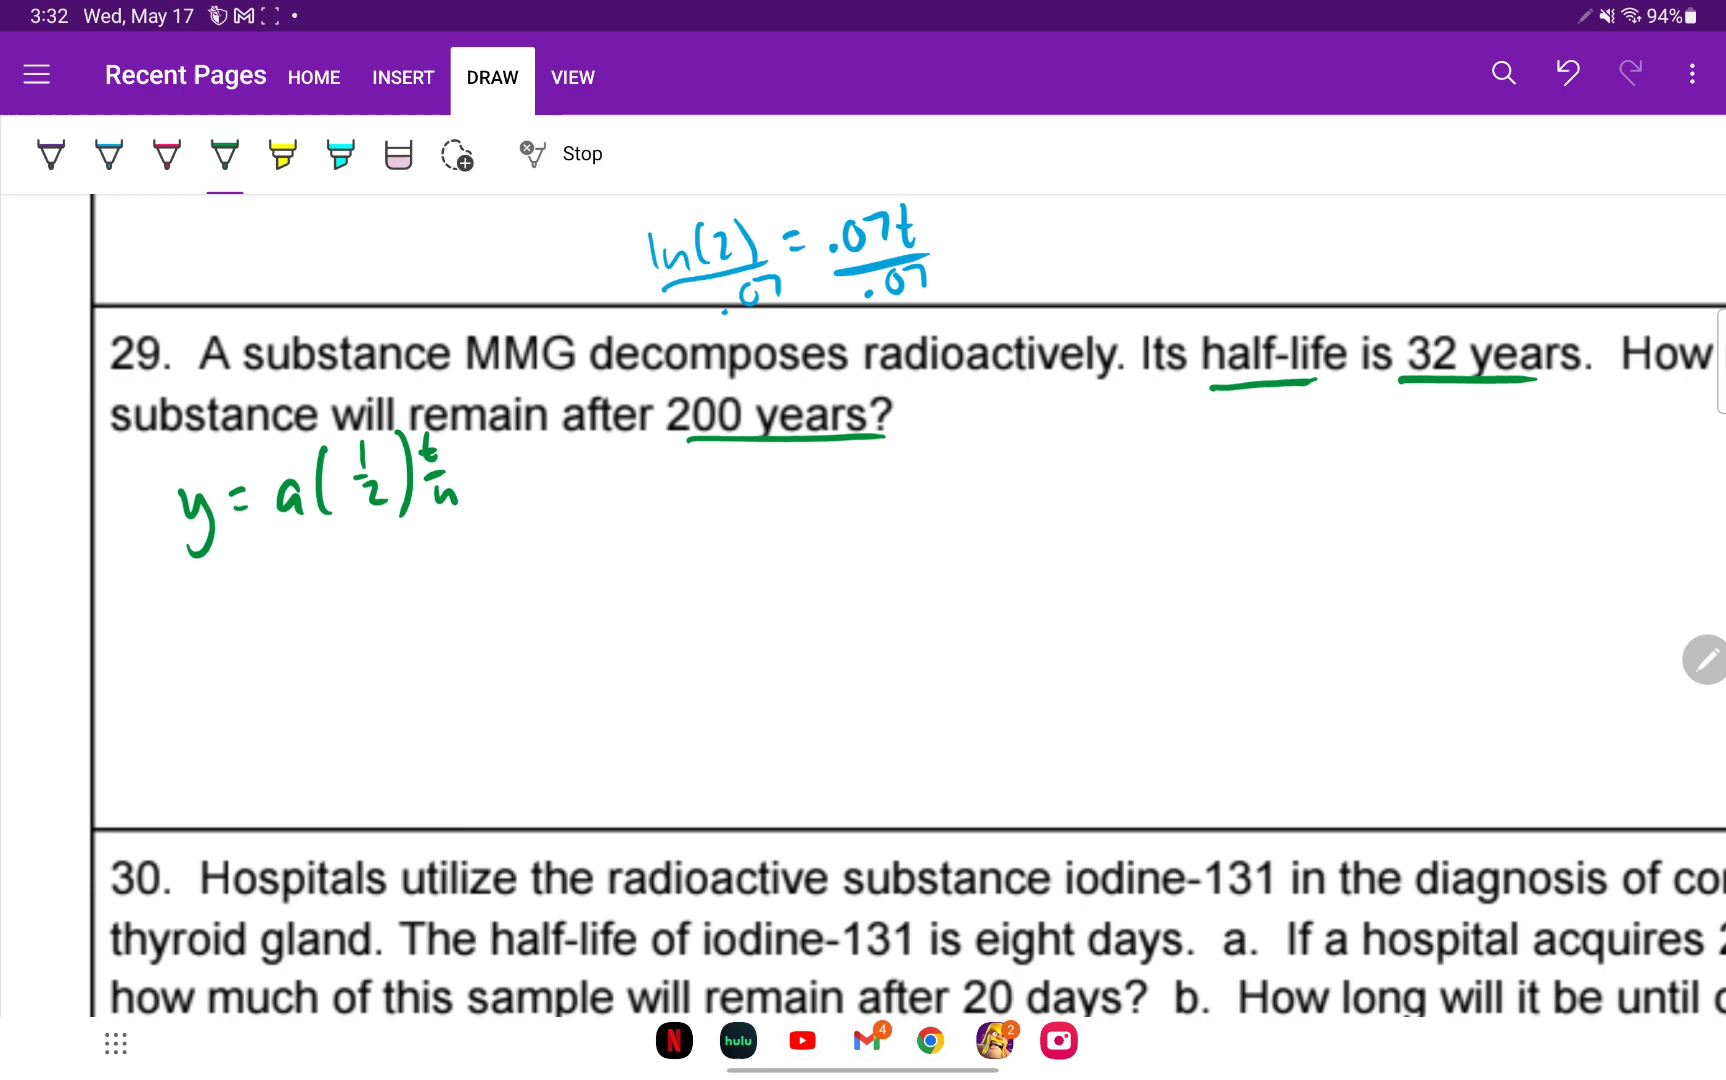 3:32 Wed, May 17 94%
Recent Pages HOME INSERT DRAW VIEW
Stop
ln(2) = .07t
.07 .07
29. A substance MMG decomposes radioactively. Its half-life is 32 years. How
substance will remain after 200 years?
y = a(1/2)^t/h
30. Hospitals utilize the radioactive substance iodine-131 in the diagnosis of co
thyroid gland. The half-life of iodine-131 is eight days. a. If a hospital acquires 2
how much of this sample will remain after 20 days? b. How long will it be until
N hulu 4 2